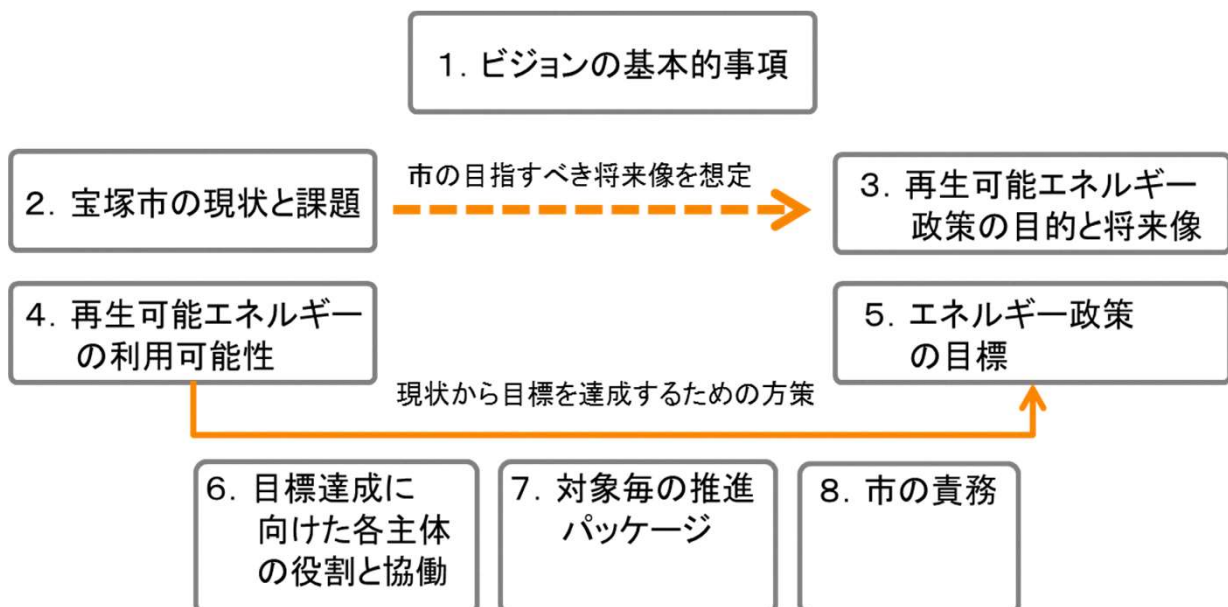 1. ビジョンの基本的事項
2. 宝塚市の現状と課題
市の目指すべき将来像を想定
3. 再生可能エネルギー
政策の目的と将来像
4. 再生可能エネルギー
の利用可能性
5. エネルギー政策
の目標
現状から目標を達成するための方策
6. 目標達成に
向けた各主体
の役割と協働
7. 対象毎の推進
パッケージ
8. 市の責務